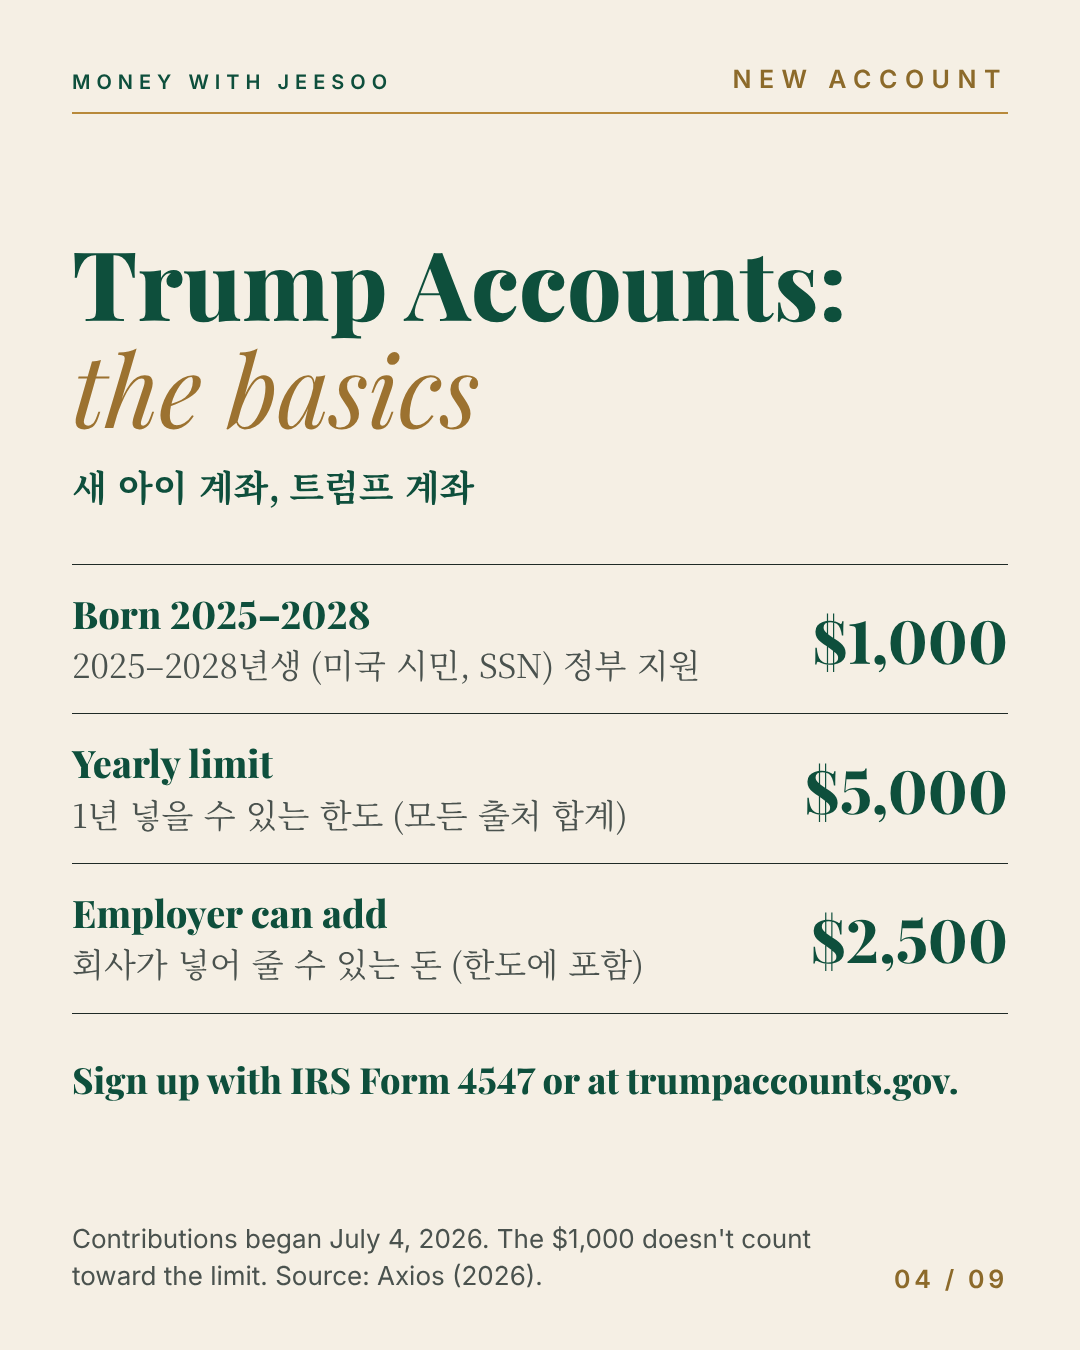 MONEY WITH JEESOO
NEW ACCOUNT
Trump Accounts:
the basics
새 아이 계좌, 트럼프 계좌
Born 2025–2028
2025–2028년생 (미국 시민, SSN) 정부 지원
$1,000
Yearly limit
1년 넣을 수 있는 한도 (모든 출처 합계)
$5,000
Employer can add
회사가 넣어 줄 수 있는 돈 (한도에 포함)
$2,500
Sign up with IRS Form 4547 or at trumpaccounts.gov.
Contributions began July 4, 2026. The $1,000 doesn't count
toward the limit. Source: Axios (2026).
04 / 09